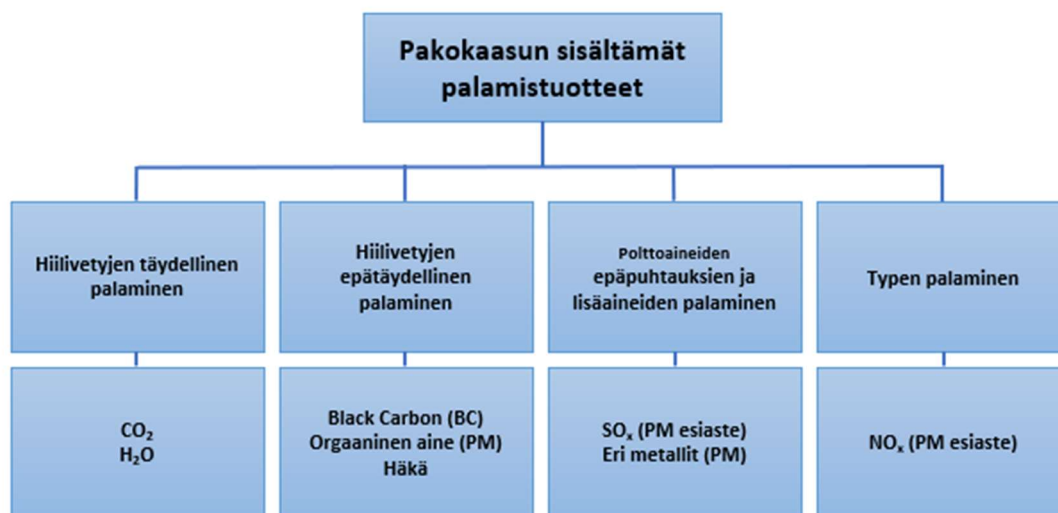 Pakokaasun sisältämät
palamistuotteet
Hiilivetyjen täydellinen
palaminen
Hiilivetyjen
epätäydellinen
palaminen
Polttoaineiden
epäpuhtauksien ja
lisäaineiden palaminen
Typen palaminen
CO₂
H₂O
Black Carbon (BC)
Orgaaninen aine (PM)
Häkä
SOₓ (PM esiaste)
Eri metallit (PM)
NOₓ (PM esiaste)